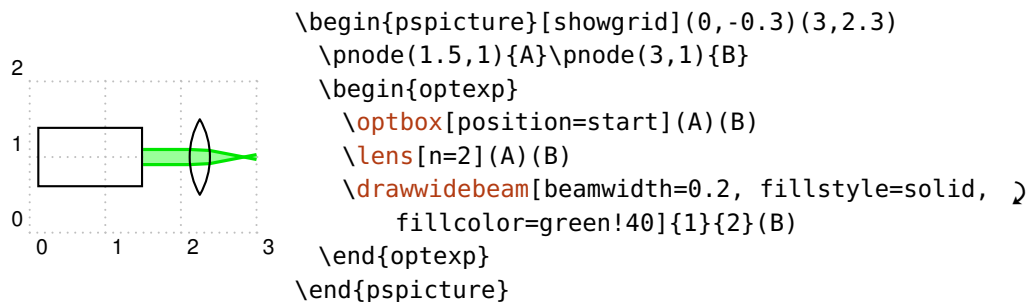 \begin{pspicture}[showgrid](0,-0.3)(3,2.3)
\pnode(1.5,1){A}\pnode(3,1){B}
\begin{optexp}
\optbox[position=start](A)(B)
\lens[n=2](A)(B)
\drawwidebeam[beamwidth=0.2, fillstyle=solid,
fillcolor=green!40]{1}{2}(B)
\end{optexp}
\end{pspicture}
2
1
0
0 1 2 3